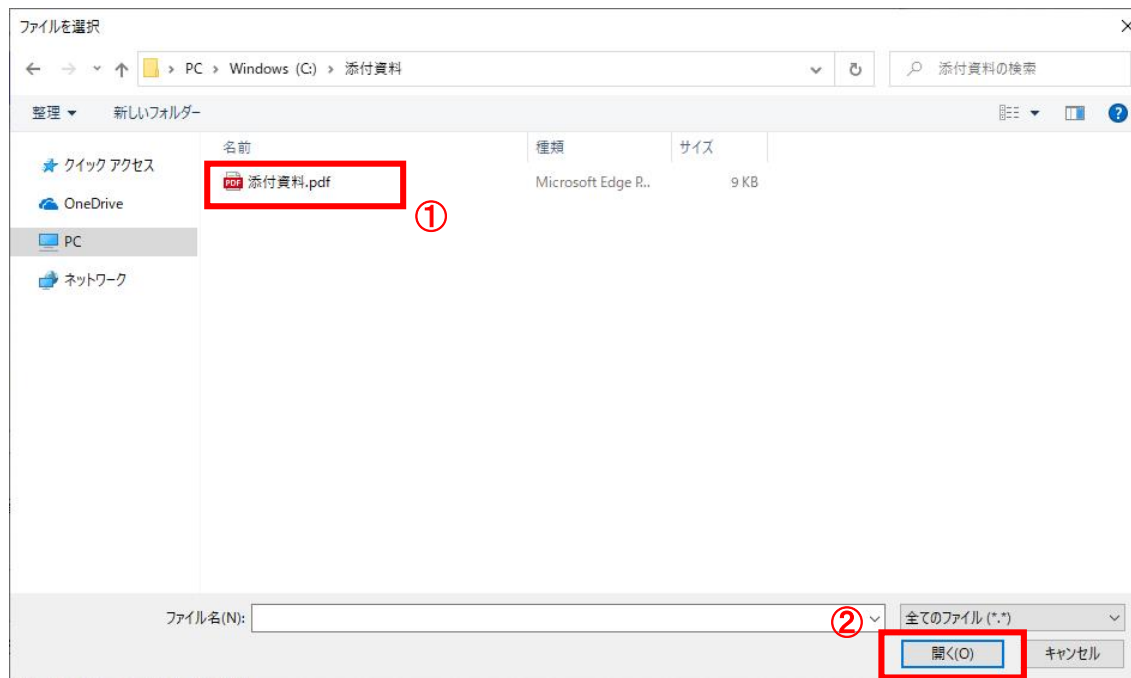 ファイルを選択
PC › Windows (C:) › 添付資料
添付資料の検索
整理 新しいフォルダー
名前 種類 サイズ
クイック アクセス
添付資料.pdf Microsoft Edge P... 9 KB
①
OneDrive
PC
ネットワーク
ファイル名(N):
②
全てのファイル (*.*)
開く(O) キャンセル